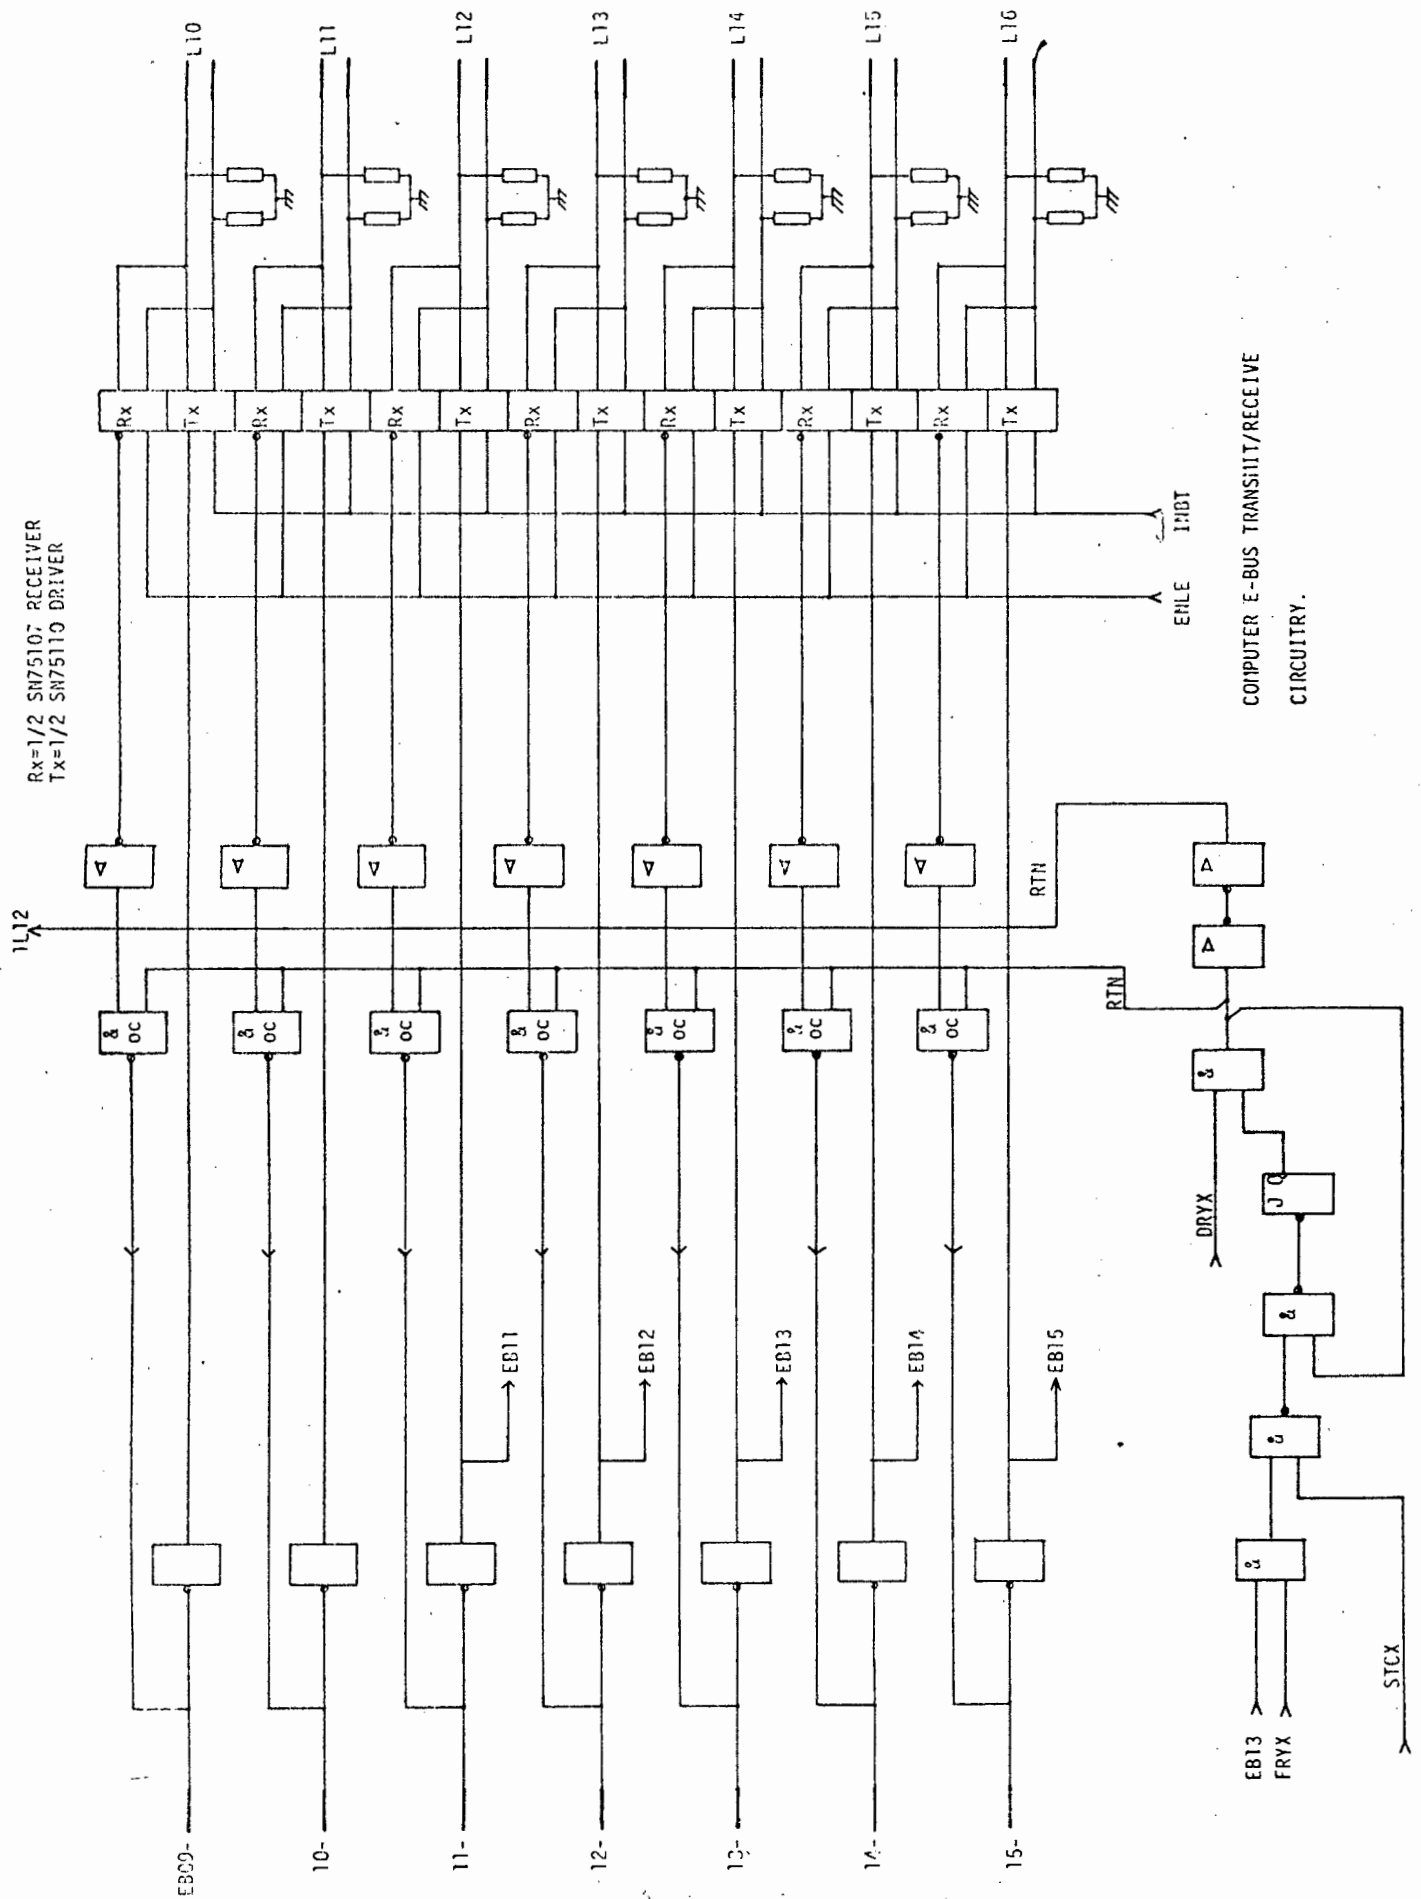 Rx=1/2 SN75107 RECEIVER
Tx=1/2 SN75110 DRIVER
L10
L11
L12
L13
L14
L15
L16
Rx
Tx
Rx
Tx
Rx
Tx
Rx
Tx
Rx
Tx
Rx
Tx
Rx
Tx
INBT
ENLE
COMPUTER E-BUS TRANSMIT/RECEIVE
CIRCUITRY.
1L12
RTN
RTN
& OC
& OC
& OC
& OC
& OC
& OC
& OC
&
DRYX
J Q
&
&
&
EB11
EB12
EB13
EB14
EB15
EB09-
10-
11-
12-
13-
14-
15-
EB13
FRYX
STCX